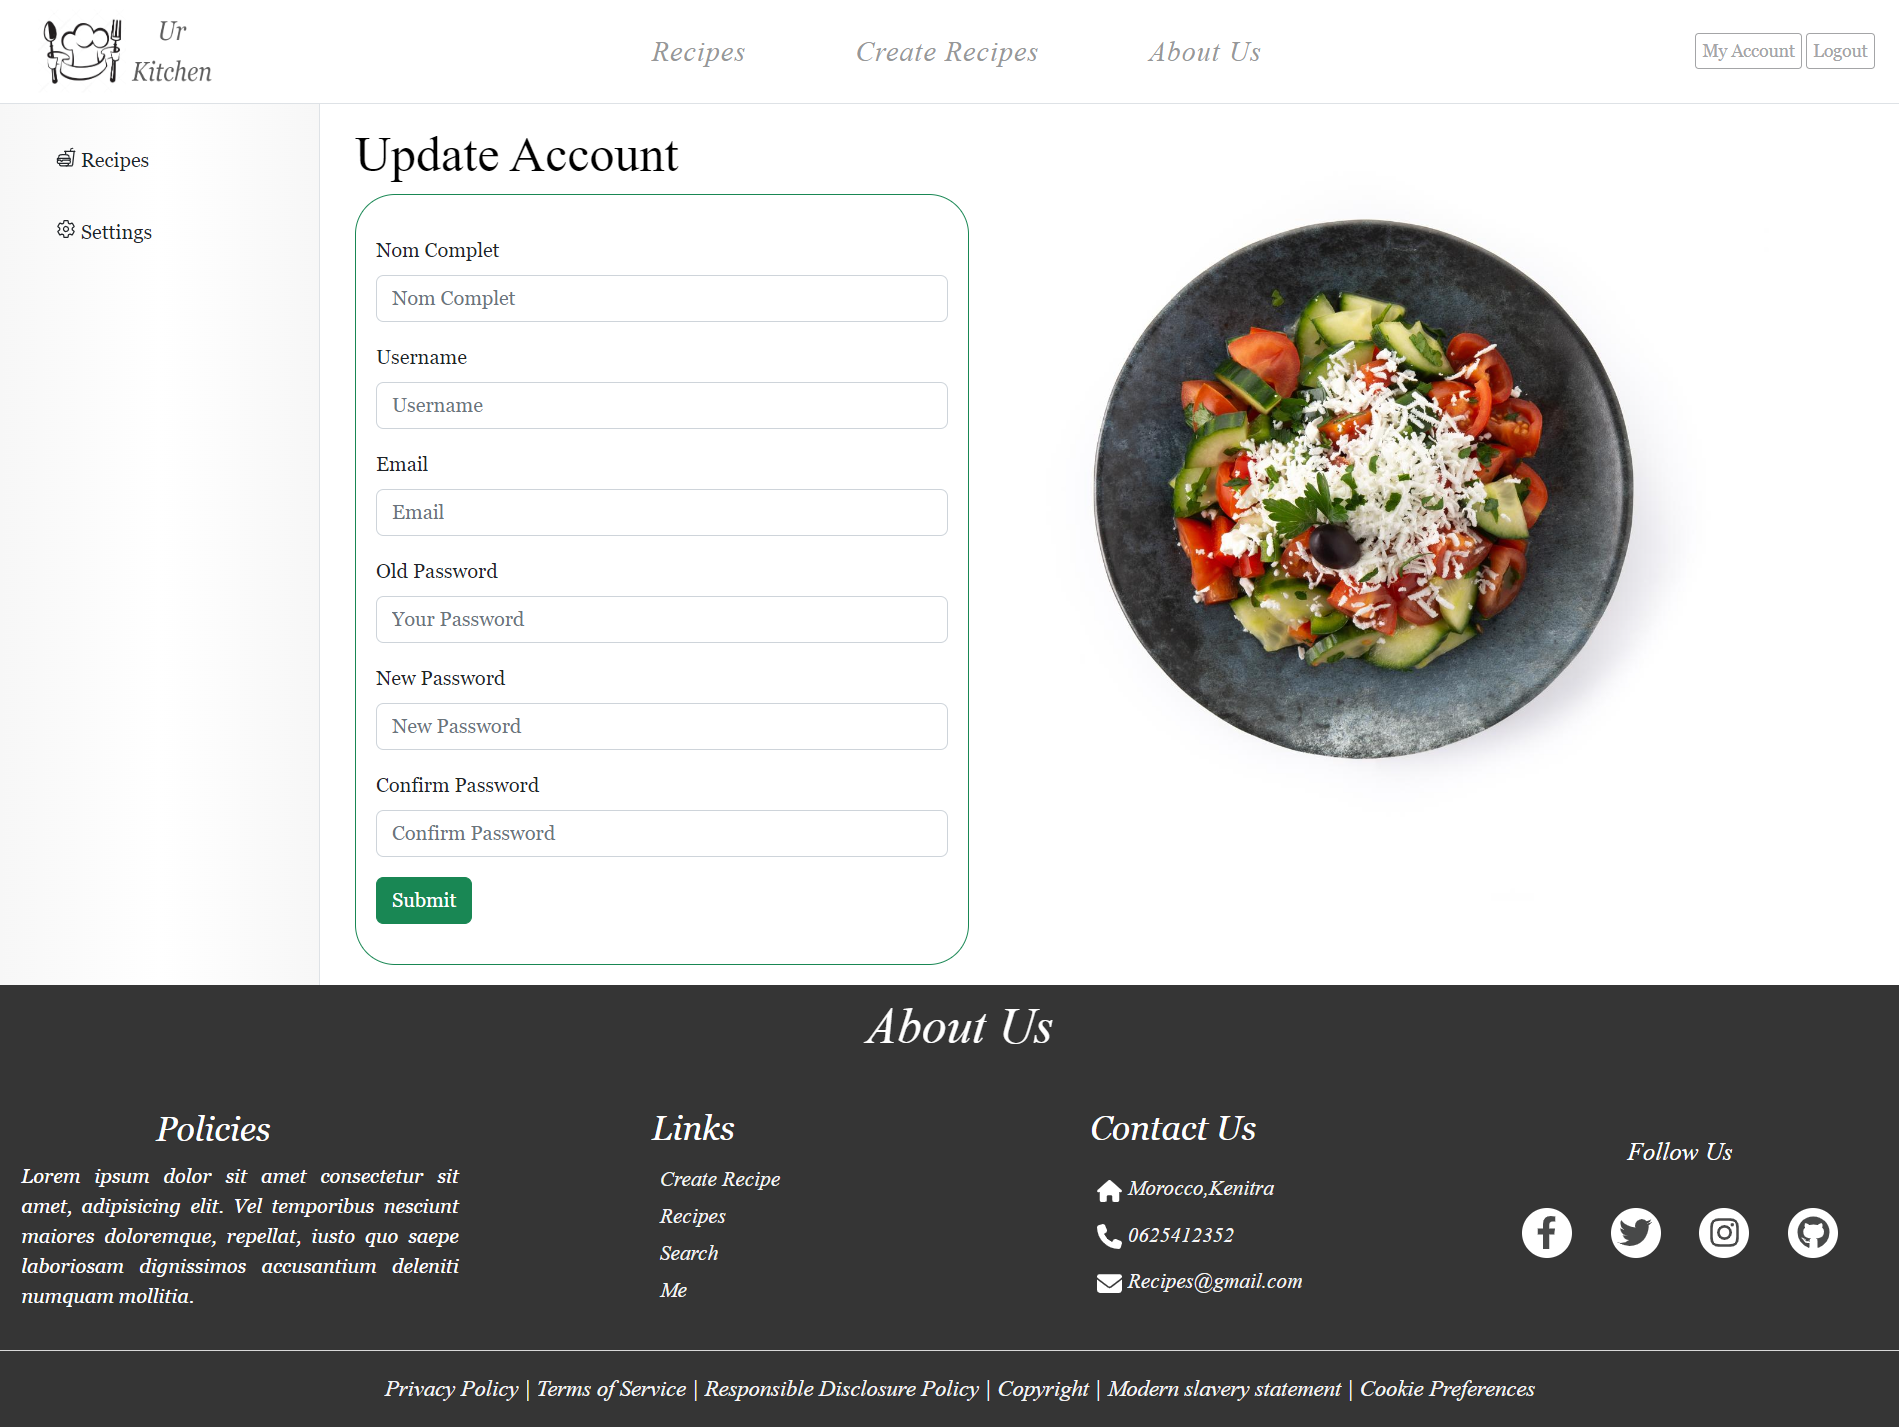 Ur
Kitchen
Recipes
Create Recipes
About Us
My Account
Logout
Recipes
Settings
Update Account
Nom Complet
Nom Complet
Username
Username
Email
Email
Old Password
Your Password
New Password
New Password
Confirm Password
Confirm Password
Submit
About Us
Policies
Lorem ipsum dolor sit amet consectetur sit
amet, adipisicing elit. Vel temporibus nesciunt
maiores doloremque, repellat, iusto quo saepe
laboriosam dignissimos accusantium deleniti
numquam mollitia.
Links
Create Recipe
Recipes
Search
Me
Contact Us
Morocco,Kenitra
0625412352
Recipes@gmail.com
Follow Us
Privacy Policy | Terms of Service | Responsible Disclosure Policy | Copyright | Modern slavery statement | Cookie Preferences